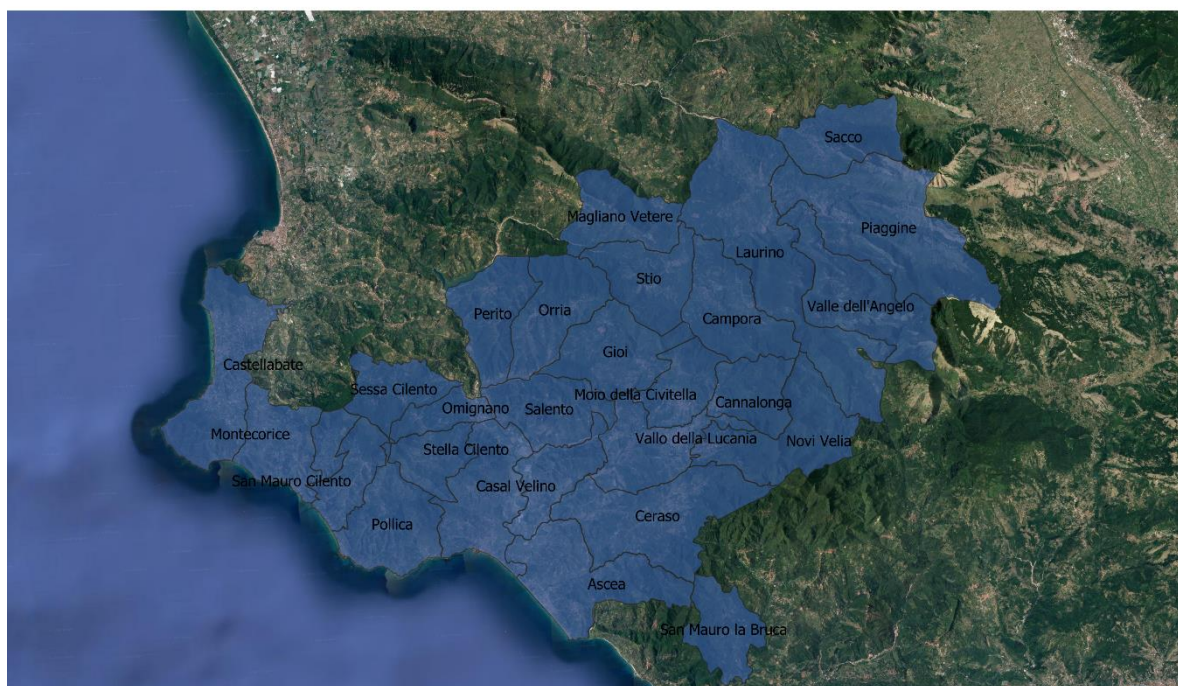 Sacco
Magliano Vetere
Piaggine
Laurino
Stio
Perito
Orria
Valle dell'Angelo
Campora
Gioi
Castellabate
Sessa Cilento
Moio della Civitella
Cannalonga
Omignano
Salento
Montecorice
Vallo della Lucania
Novi Velia
Stella Cilento
San Mauro Cilento
Casal Velino
Pollica
Ceraso
Ascea
San Mauro la Bruca